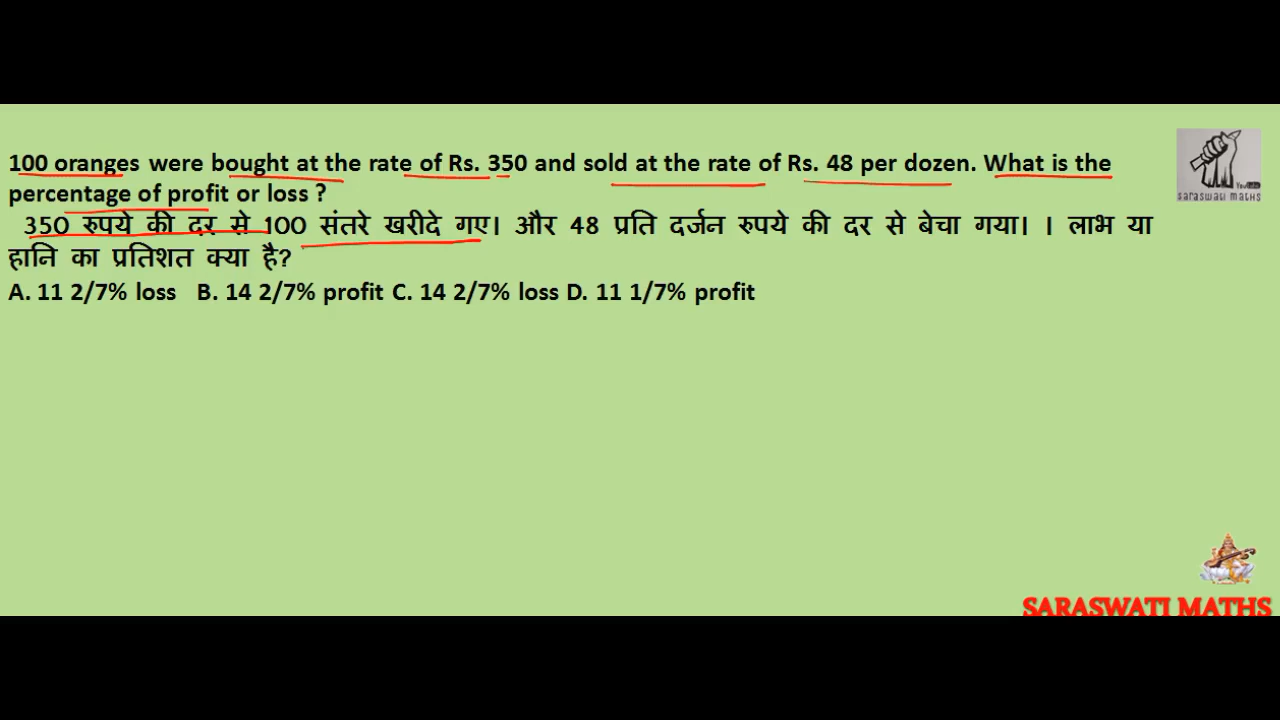 100 oranges were bought at the rate of Rs. 350 and sold at the rate of Rs. 48 per dozen. What is the
percentage of profit or loss ?
350 रुपये की दर से 100 संतरे खरीदे गए। और 48 प्रति दर्जन रुपये की दर से बेचा गया। । लाभ या
हानि का प्रतिशत क्या है?
A. 11 2/7% loss B. 14 2/7% profit C. 14 2/7% loss D. 11 1/7% profit
YouTube
SARASWATI MATHS
SARASWATI MATHS